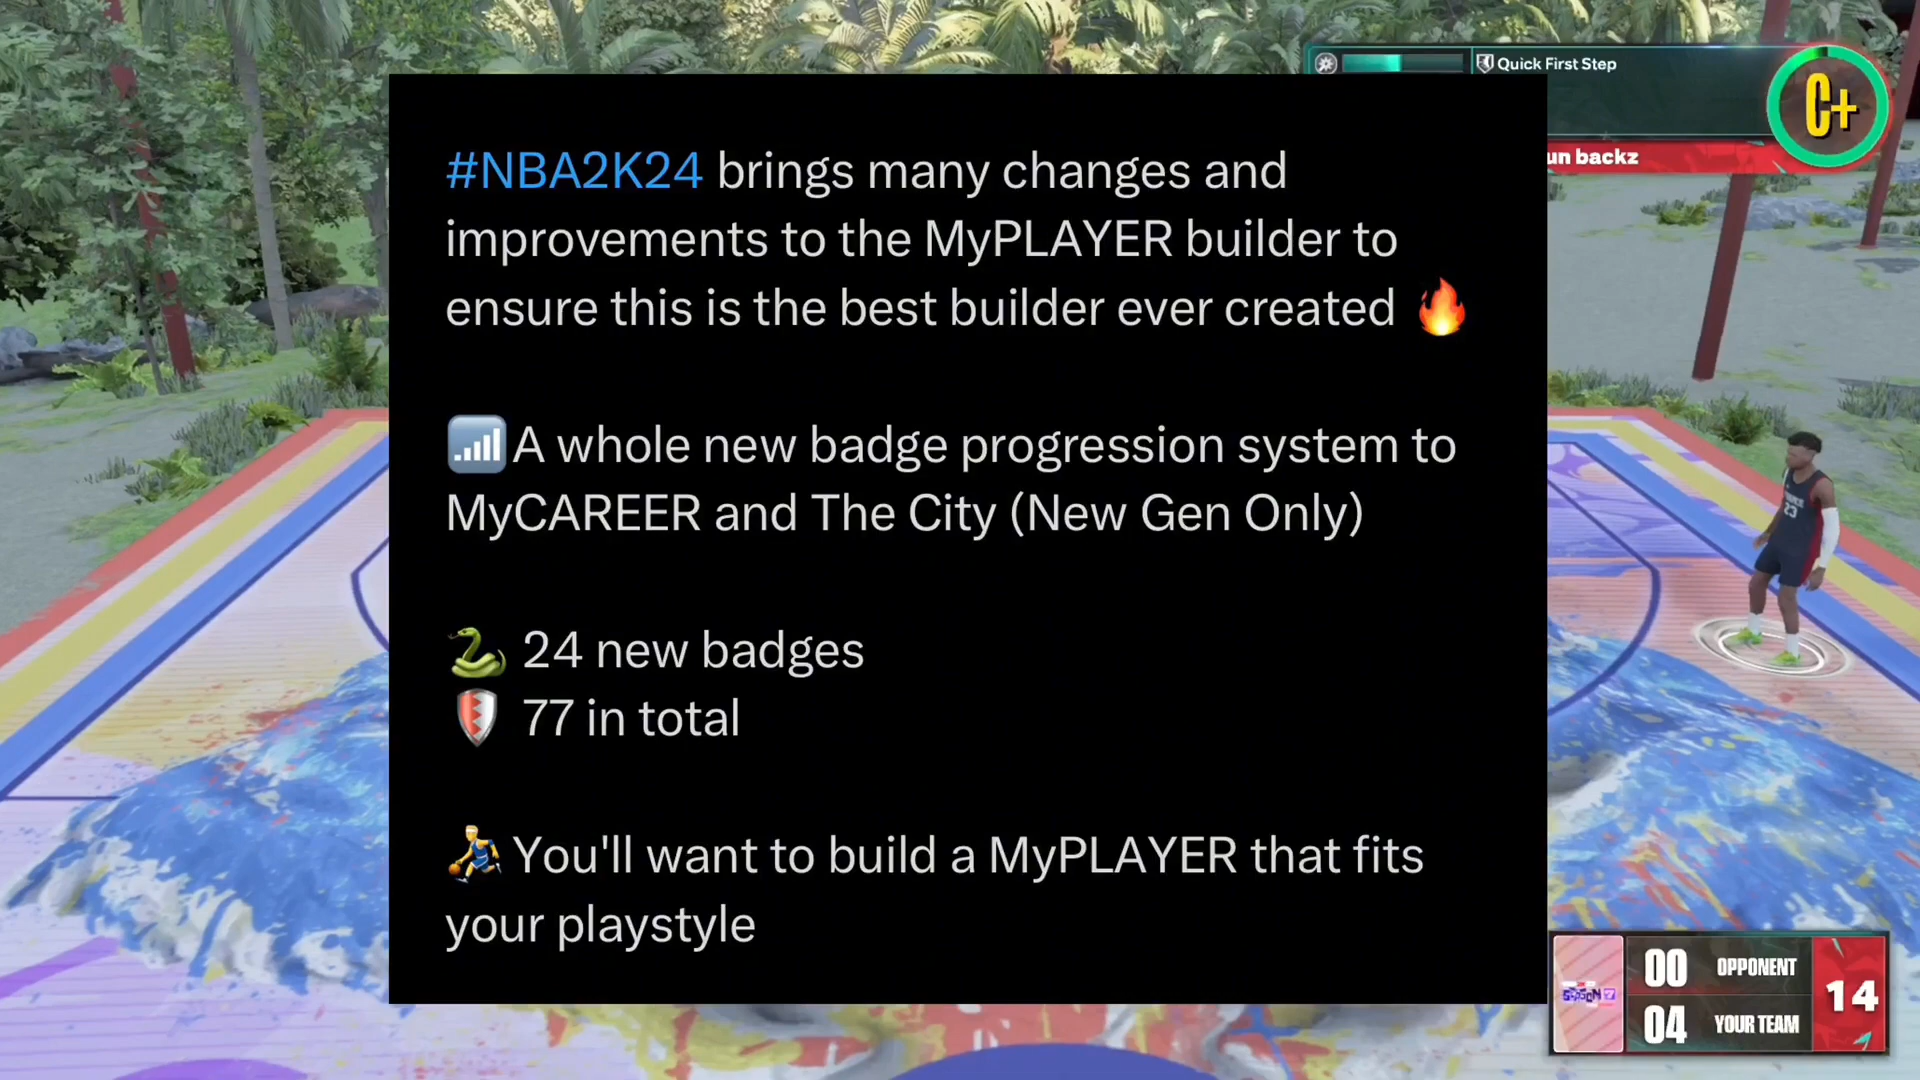 Quick First Step
C+
un backz
#NBA2K24 brings many changes and
improvements to the MyPLAYER builder to
ensure this is the best builder ever created 🔥
📶A whole new badge progression system to
MyCAREER and The City (New Gen Only)
🐍 24 new badges
🛡 77 in total
⛹You'll want to build a MyPLAYER that fits
your playstyle
23
00 OPPONENT
04 YOUR TEAM
14
SEASON